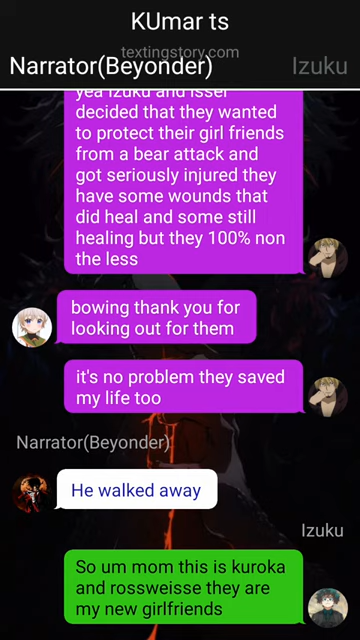 KUmar ts
textingstory.com
Narrator(Beyonder) Izuku
yea Izuku and Isser
decided that they wanted
to protect their girl friends
from a bear attack and
got seriously injured they
have some wounds that
did heal and some still
healing but they 100% non
the less
bowing thank you for
looking out for them
it's no problem they saved
my life too
Narrator(Beyonder)
He walked away
Izuku
So um mom this is kuroka
and rossweisse they are
my new girlfriends